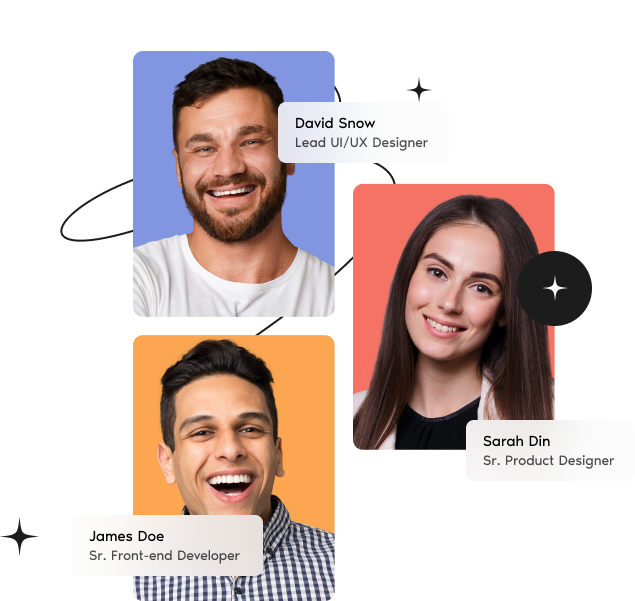 David Snow
Lead UI/UX Designer
Sarah Din
Sr. Product Designer
James Doe
Sr. Front-end Developer